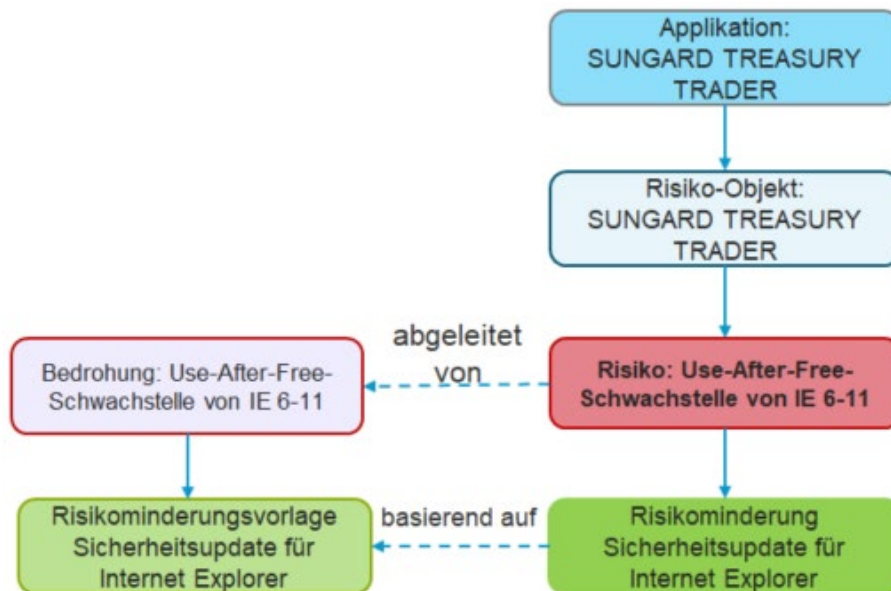 Applikation:
SUNGARD TREASURY
TRADER
Risiko-Objekt:
SUNGARD TREASURY
TRADER
abgeleitet
von
Bedrohung: Use-After-Free-
Schwachstelle von IE 6-11
Risiko: Use-After-Free-
Schwachstelle von IE 6-11
Risikominderungsvorlage
Sicherheitsupdate für
Internet Explorer
basierend auf
Risikominderung
Sicherheitsupdate für
Internet Explorer